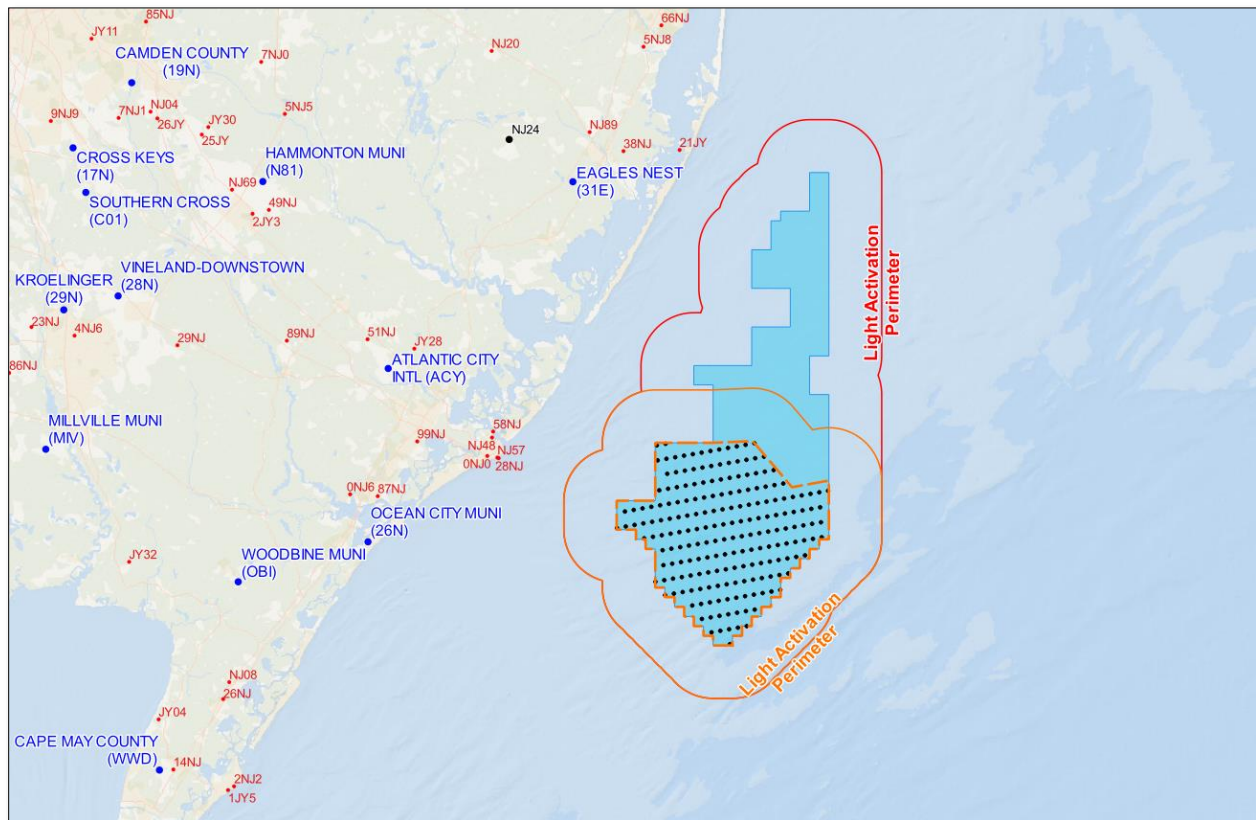 85NJ
66NJ
JY11
5NJ8
NJ20
CAMDEN COUNTY
(19N)
7NJ0
NJ04
7NJ1
26JY
9NJ9
5NJ5
JY30
25JY
NJ24
NJ89
38NJ
21JY
CROSS KEYS
(17N)
HAMMONTON MUNI
(N81)
EAGLES NEST
(31E)
SOUTHERN CROSS
(C01)
NJ69
49NJ
2JY3
VINELAND-DOWNSTOWN
(28N)
KROELINGER
(29N)
Light Activation
Perimeter
23NJ
4NJ6
29NJ
89NJ
51NJ
JY28
86NJ
ATLANTIC CITY
INTL (ACY)
MILLVILLE MUNI
(MIV)
58NJ
99NJ
NJ48
NJ57
0NJ0
28NJ
0NJ6
87NJ
OCEAN CITY MUNI
(26N)
WOODBINE MUNI
(OBI)
JY32
Light Activation
Perimeter
NJ08
26NJ
JY04
CAPE MAY COUNTY
(WWD)
14NJ
2NJ2
1JY5